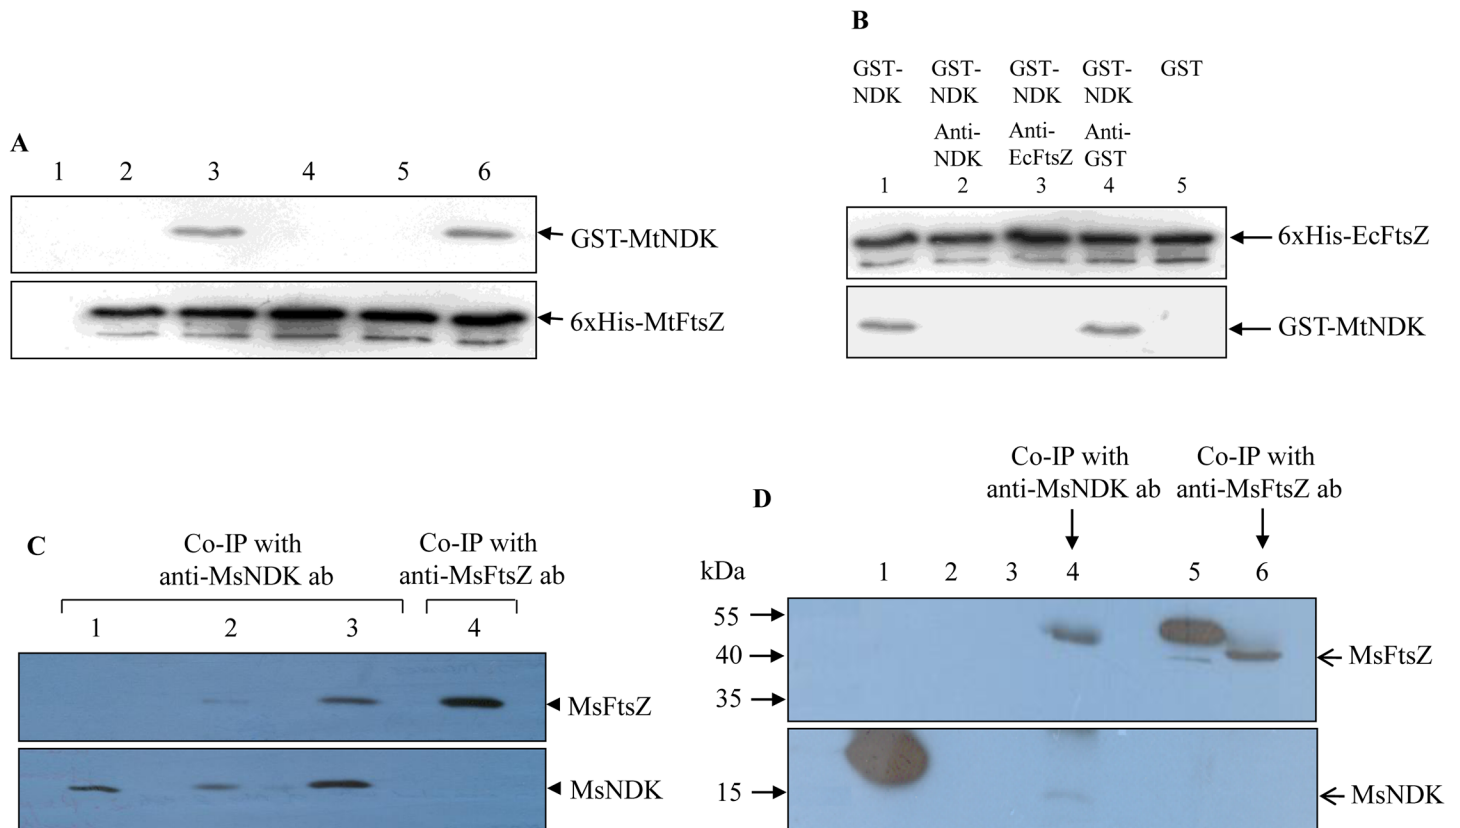 A
1 2 3 4 5 6
GST-MtNDK
6xHis-MtFtsZ
B
GST- GST- GST- GST- GST
NDK NDK NDK NDK
Anti- Anti- Anti-
NDK EcFtsZ GST
1 2 3 4 5
6xHis-EcFtsZ
GST-MtNDK
C
Co-IP with Co-IP with
anti-MsNDK ab anti-MsFtsZ ab
1 2 3 4
MsFtsZ
MsNDK
D
Co-IP with Co-IP with
anti-MsNDK ab anti-MsFtsZ ab
kDa 1 2 3 4 5 6
55
40 MsFtsZ
35
15 MsNDK